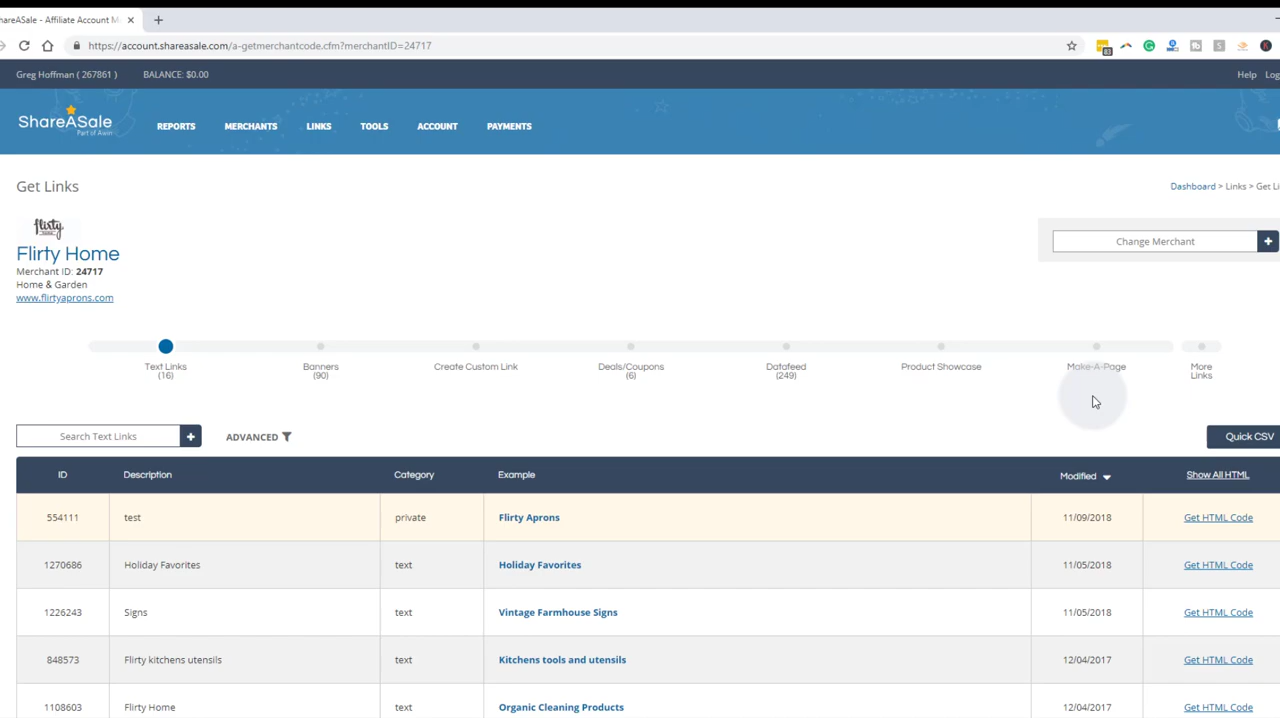 hareASale - Affiliate Account M
https://account.shareasale.com/a-getmerchantcode.cfm?merchantID=24717
83
Greg Hoffman ( 267861 ) BALANCE: $0.00 Help Log
ShareASale
Part of Awin
REPORTS MERCHANTS LINKS TOOLS ACCOUNT PAYMENTS
Get Links Dashboard > Links > Get Li
flirty
Flirty Home
Merchant ID: 24717
Home & Garden
www.flirtyaprons.com
Change Merchant
Text Links (16)
Banners (90)
Create Custom Link
Deals/Coupons (6)
Datafeed (249)
Product Showcase
Make-A-Page
More Links
Search Text Links ADVANCED Quick CSV
ID Description Category Example Modified Show All HTML
554111 test private Flirty Aprons 11/09/2018 Get HTML Code
1270686 Holiday Favorites text Holiday Favorites 11/05/2018 Get HTML Code
1226243 Signs text Vintage Farmhouse Signs 11/05/2018 Get HTML Code
848573 Flirty kitchens utensils text Kitchens tools and utensils 12/04/2017 Get HTML Code
1108603 Flirty Home text Organic Cleaning Products 12/04/2017 Get HTML Code